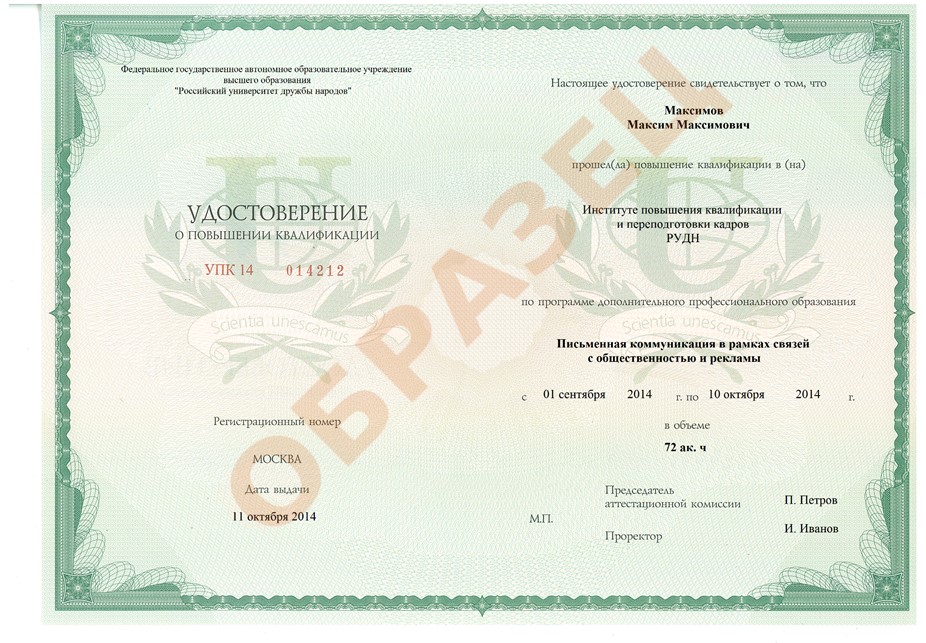 Федеральное государственное автономное образовательное учреждение
высшего образования
"Российский университет дружбы народов"
УДОСТОВЕРЕНИЕ
О ПОВЫШЕНИИ КВАЛИФИКАЦИИ
УПК 14 014212
Scientia unescamus
Регистрационный номер
МОСКВА
Дата выдачи
11 октября 2014
Настоящее удостоверение свидетельствует о том, что
Максимов
Максим Максимович
прошел(ла) повышение квалификации в (на)
Институте повышения квалификации
и переподготовки кадров
РУДН
по программе дополнительного профессионального образования
Scientia unescamus
Письменная коммуникация в рамках связей
с общественностью и рекламы
с 01 сентября 2014 г. по 10 октября 2014 г.
в объеме
72 ак. ч
Председатель
аттестационной комиссии П. Петров
М.П.
Проректор И. Иванов
ОБРАЗЕЦ